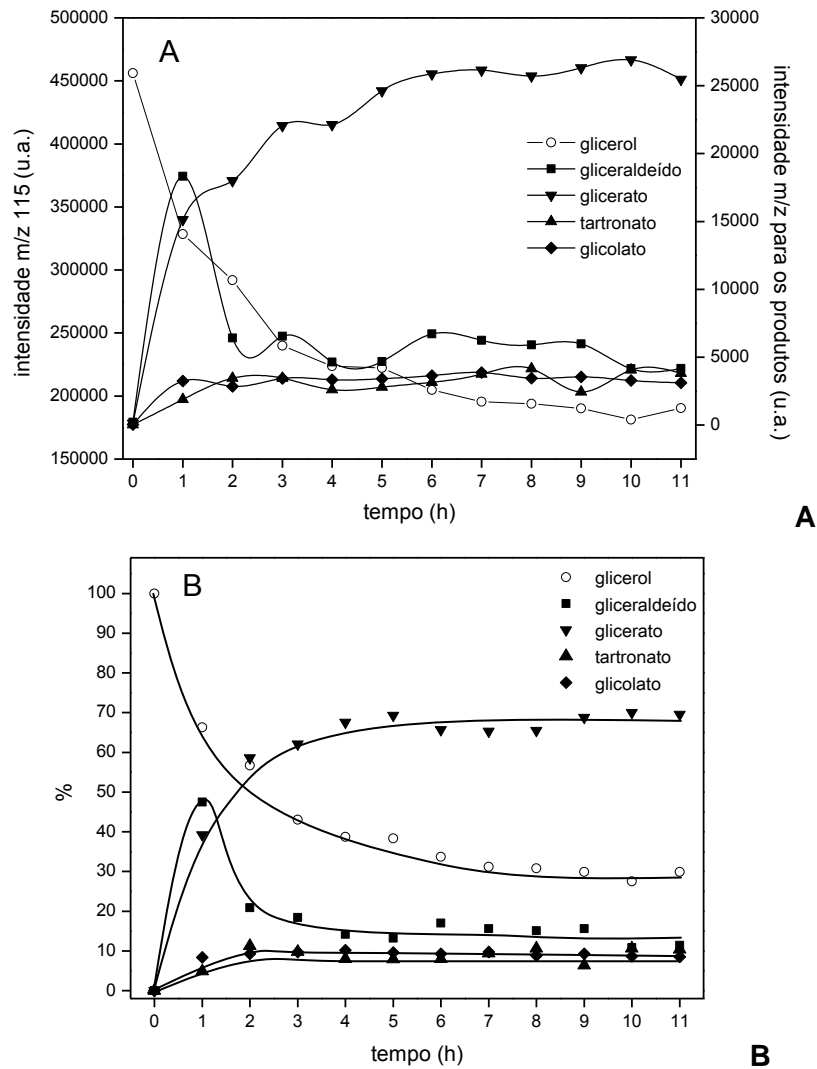 A
intensidade m/z 115 (u.a.)
500000
450000
400000
350000
300000
250000
200000
150000
30000
25000
20000
15000
10000
5000
0
intensidade m/z para os produtos (u.a.)
glicerol
gliceraldeído
glicerato
tartronato
glicolato
0 1 2 3 4 5 6 7 8 9 10 11
tempo (h)
A
B
%
100
90
80
70
60
50
40
30
20
10
0
glicerol
gliceraldeído
glicerato
tartronato
glicolato
0 1 2 3 4 5 6 7 8 9 10 11
tempo (h)
B